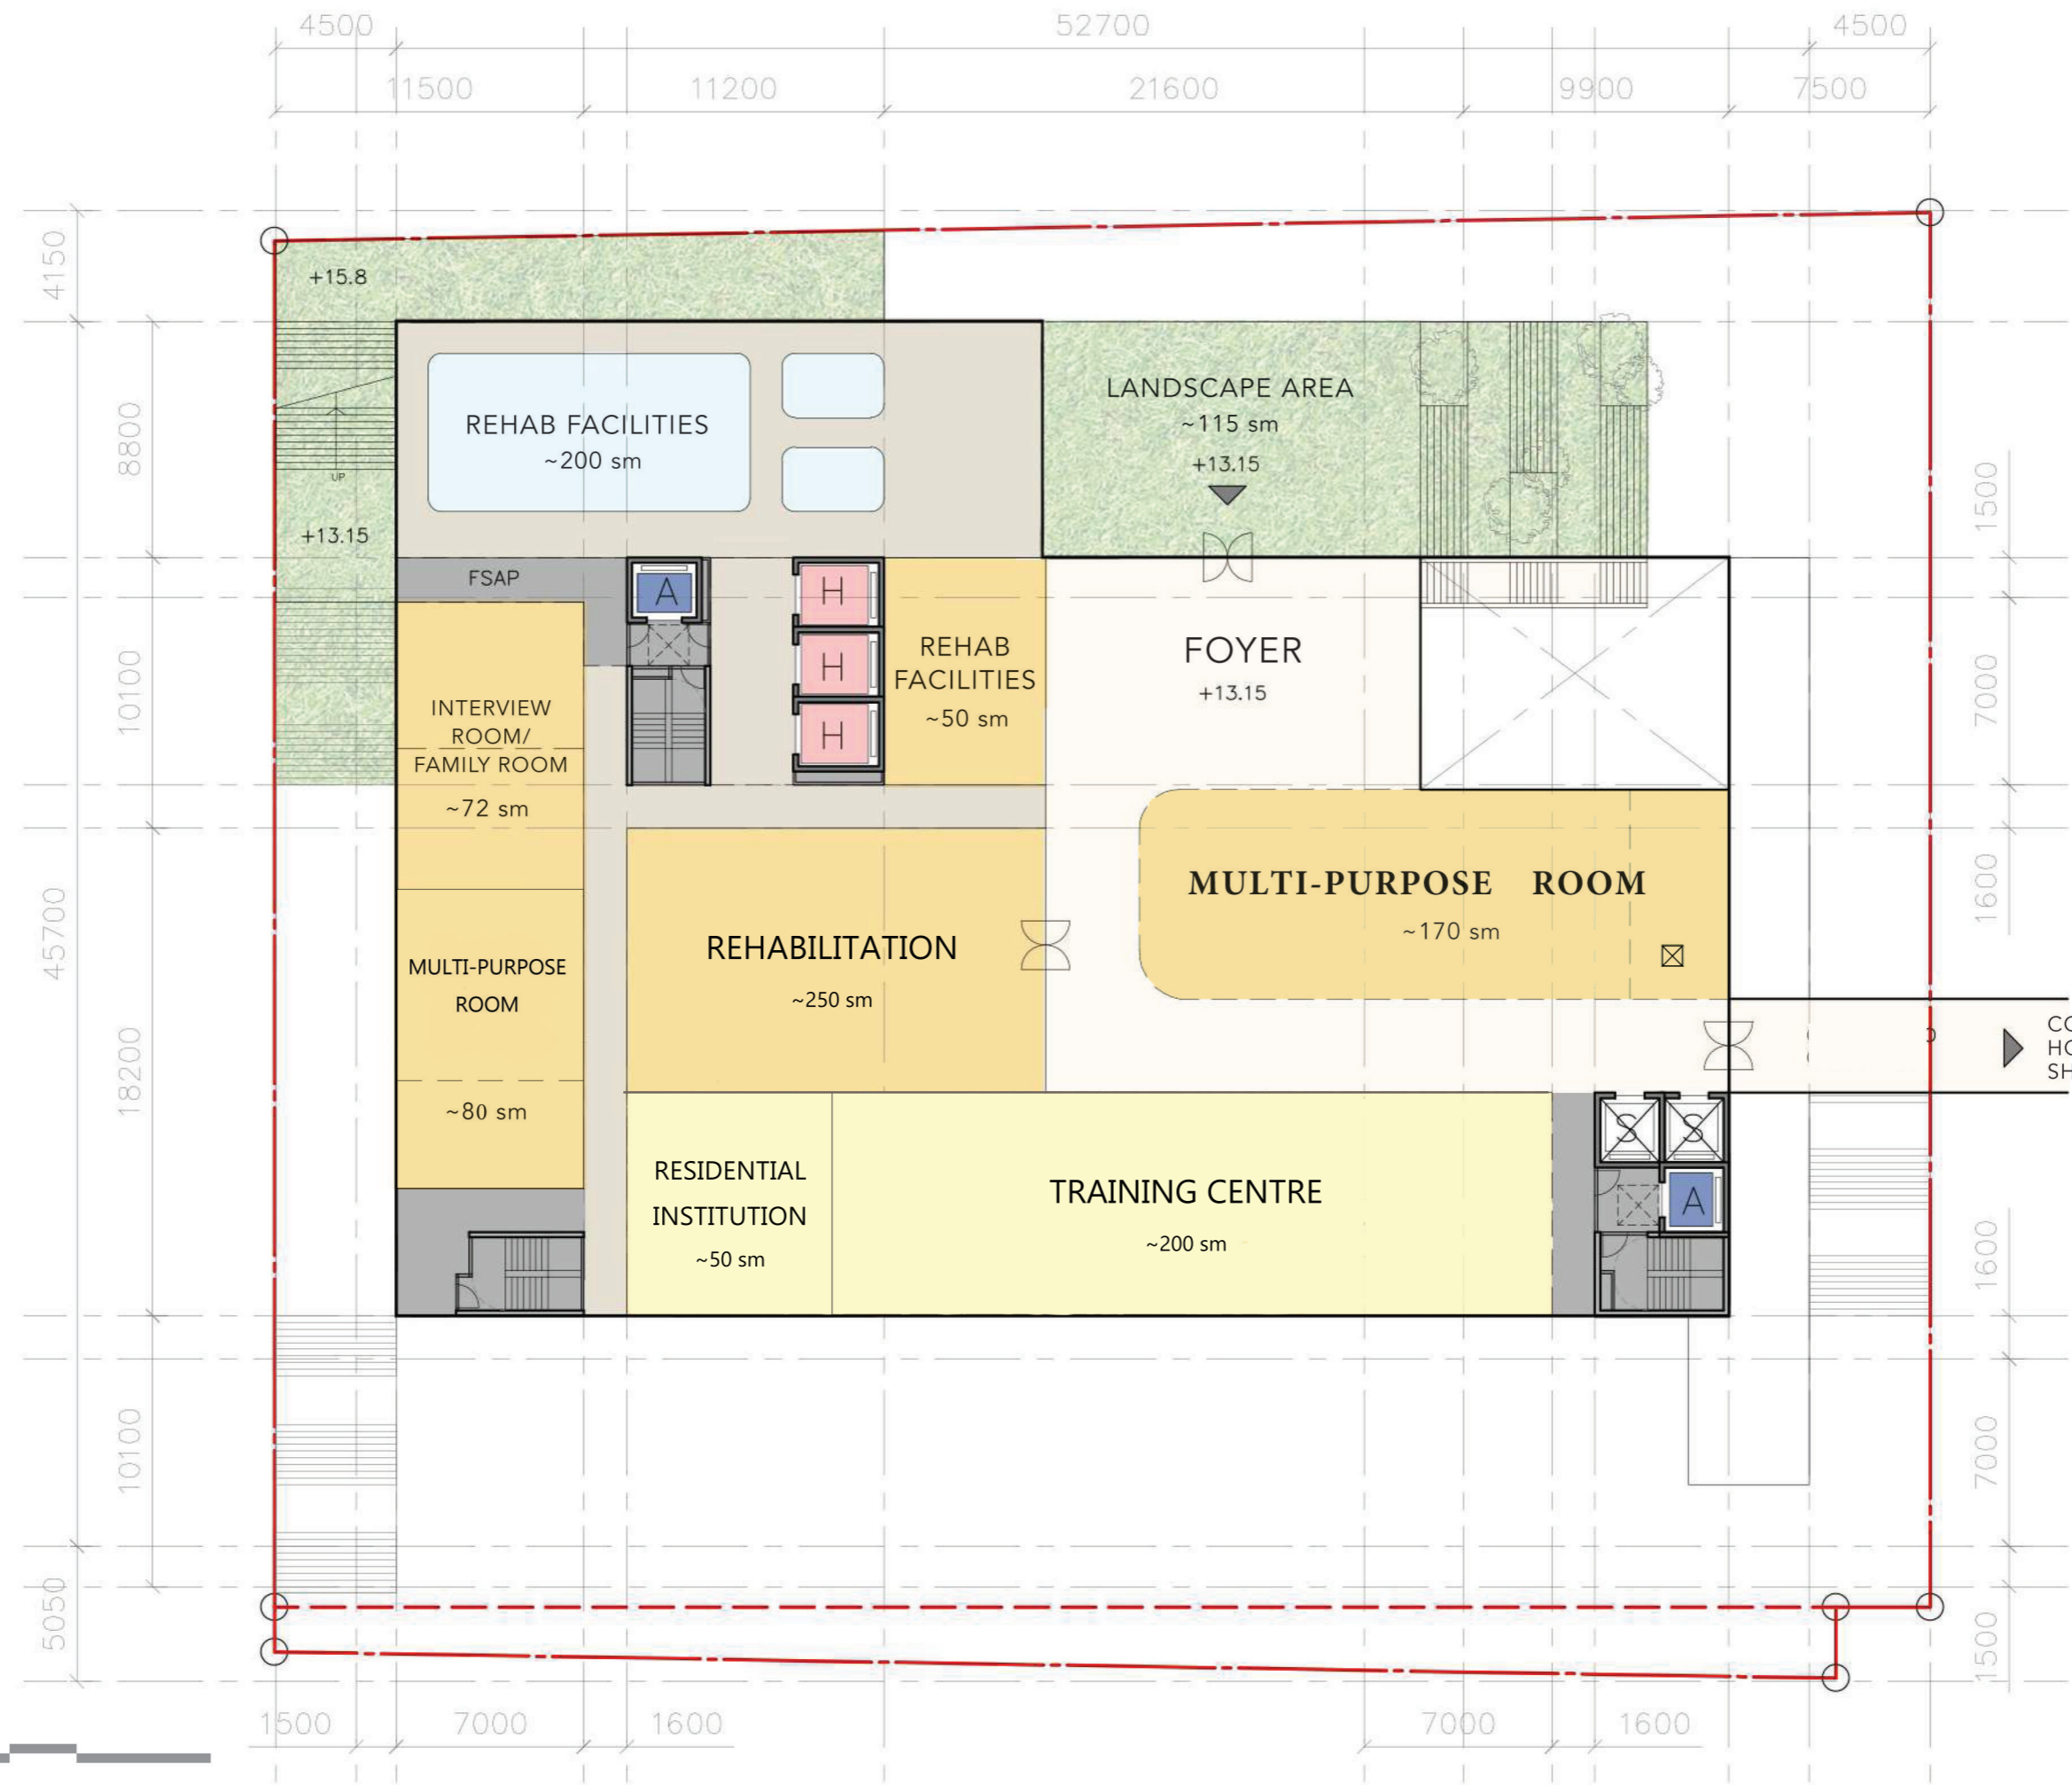 4500
52700
4500
11500
11200
21600
9900
7500
4150
8800
10100
45700
18200
10100
5050
+15.8
UP
+13.15
REHAB FACILITIES
~200 sm
LANDSCAPE AREA
~115 sm
+13.15
FSAP
A
H
H
H
REHAB
FACILITIES
~50 sm
FOYER
+13.15
INTERVIEW
ROOM/
FAMILY ROOM
~72 sm
MULTI-PURPOSE
ROOM
~80 sm
REHABILITATION
~250 sm
MULTI-PURPOSE ROOM
~170 sm
RESIDENTIAL
INSTITUTION
~50 sm
TRAINING CENTRE
~200 sm
S
S
A
CO
HO
SH
1500
7000
1600
1600
7000
1500
1500
7000
1600
7000
1600